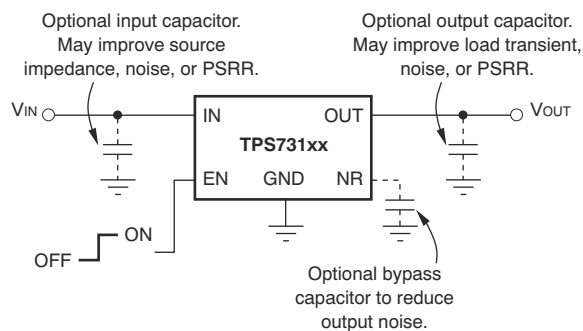 Optional input capacitor.
May improve source
impedance, noise, or PSRR.
Optional output capacitor.
May improve load transient,
noise, or PSRR.
VIN
IN
OUT
VOUT
TPS731xx
EN
GND
NR
ON
OFF
Optional bypass
capacitor to reduce
output noise.